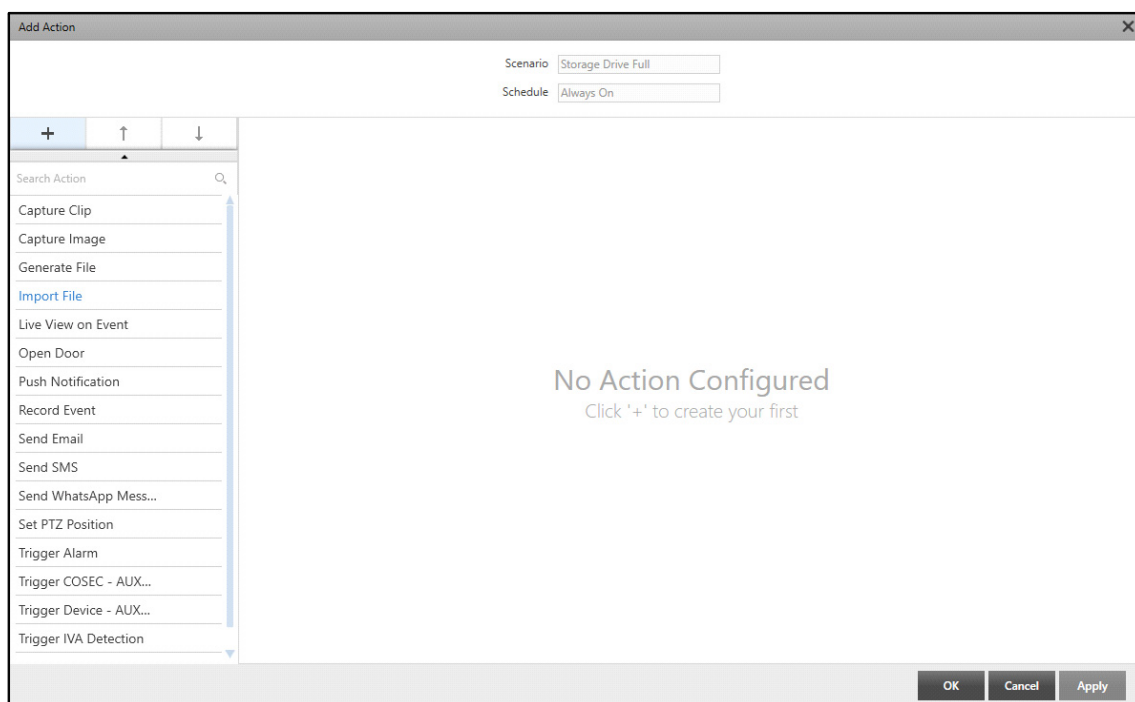 Add Action
Scenario Storage Drive Full
Schedule Always On
Search Action
Capture Clip
Capture Image
Generate File
Import File
Live View on Event
Open Door
Push Notification
Record Event
Send Email
Send SMS
Send WhatsApp Mess...
Set PTZ Position
Trigger Alarm
Trigger COSEC - AUX...
Trigger Device - AUX...
Trigger IVA Detection
No Action Configured
Click '+' to create your first
OK Cancel Apply